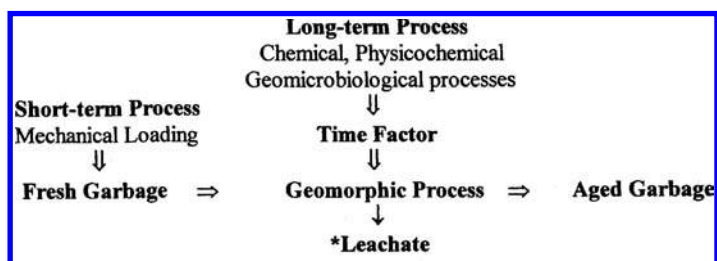 Long-term Process
Chemical, Physicochemical
Geomicrobiological processes
⇓
Short-term Process
Mechanical Loading
⇓
Time Factor
⇓
Fresh Garbage ⇒ Geomorphic Process ⇒ Aged Garbage
↓
*Leachate